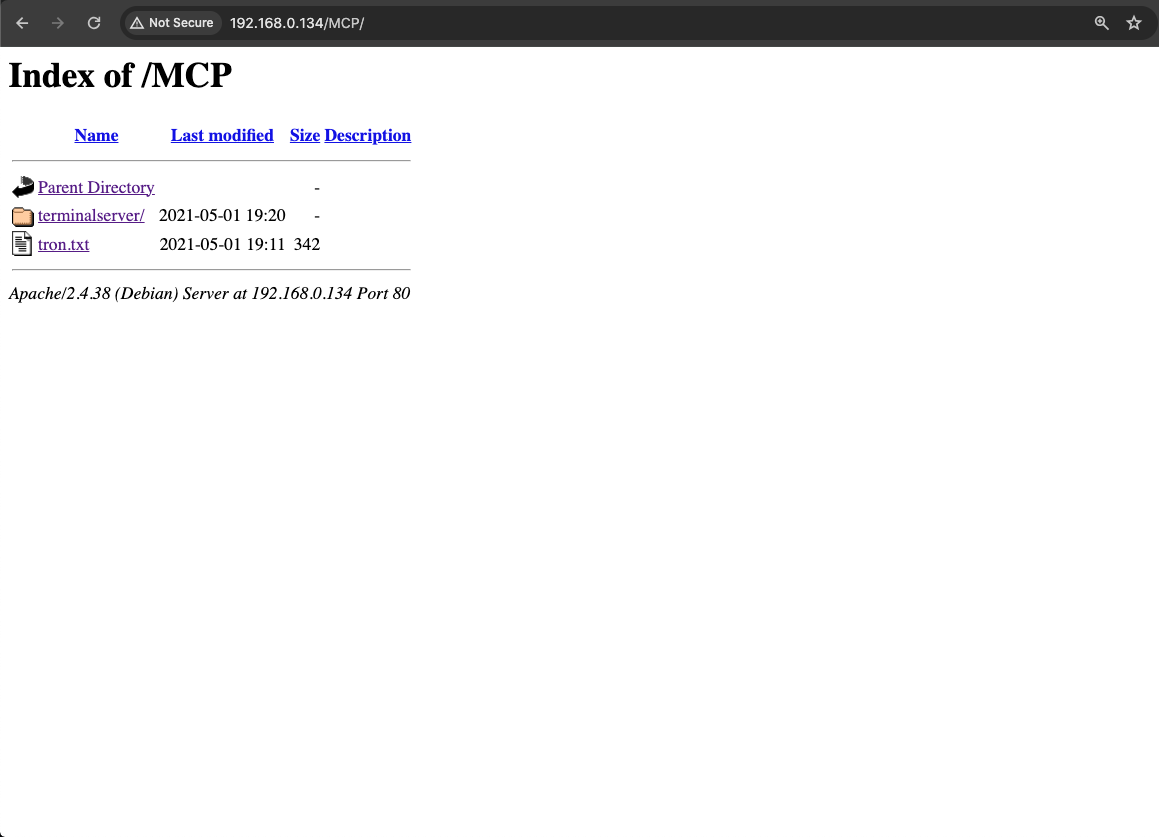 Not Secure 192.168.0.134/MCP/
Index of /MCP
Name Last modified Size Description
Parent Directory -
terminalserver/ 2021-05-01 19:20 -
tron.txt 2021-05-01 19:11 342
Apache/2.4.38 (Debian) Server at 192.168.0.134 Port 80